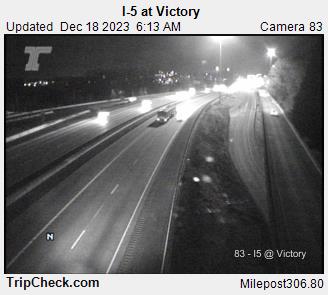 I-5 at Victory
Updated Dec 18 2023 6:13 AM Camera 83
N
83 - I5 @ Victory
TripCheck.com Milepost306.80